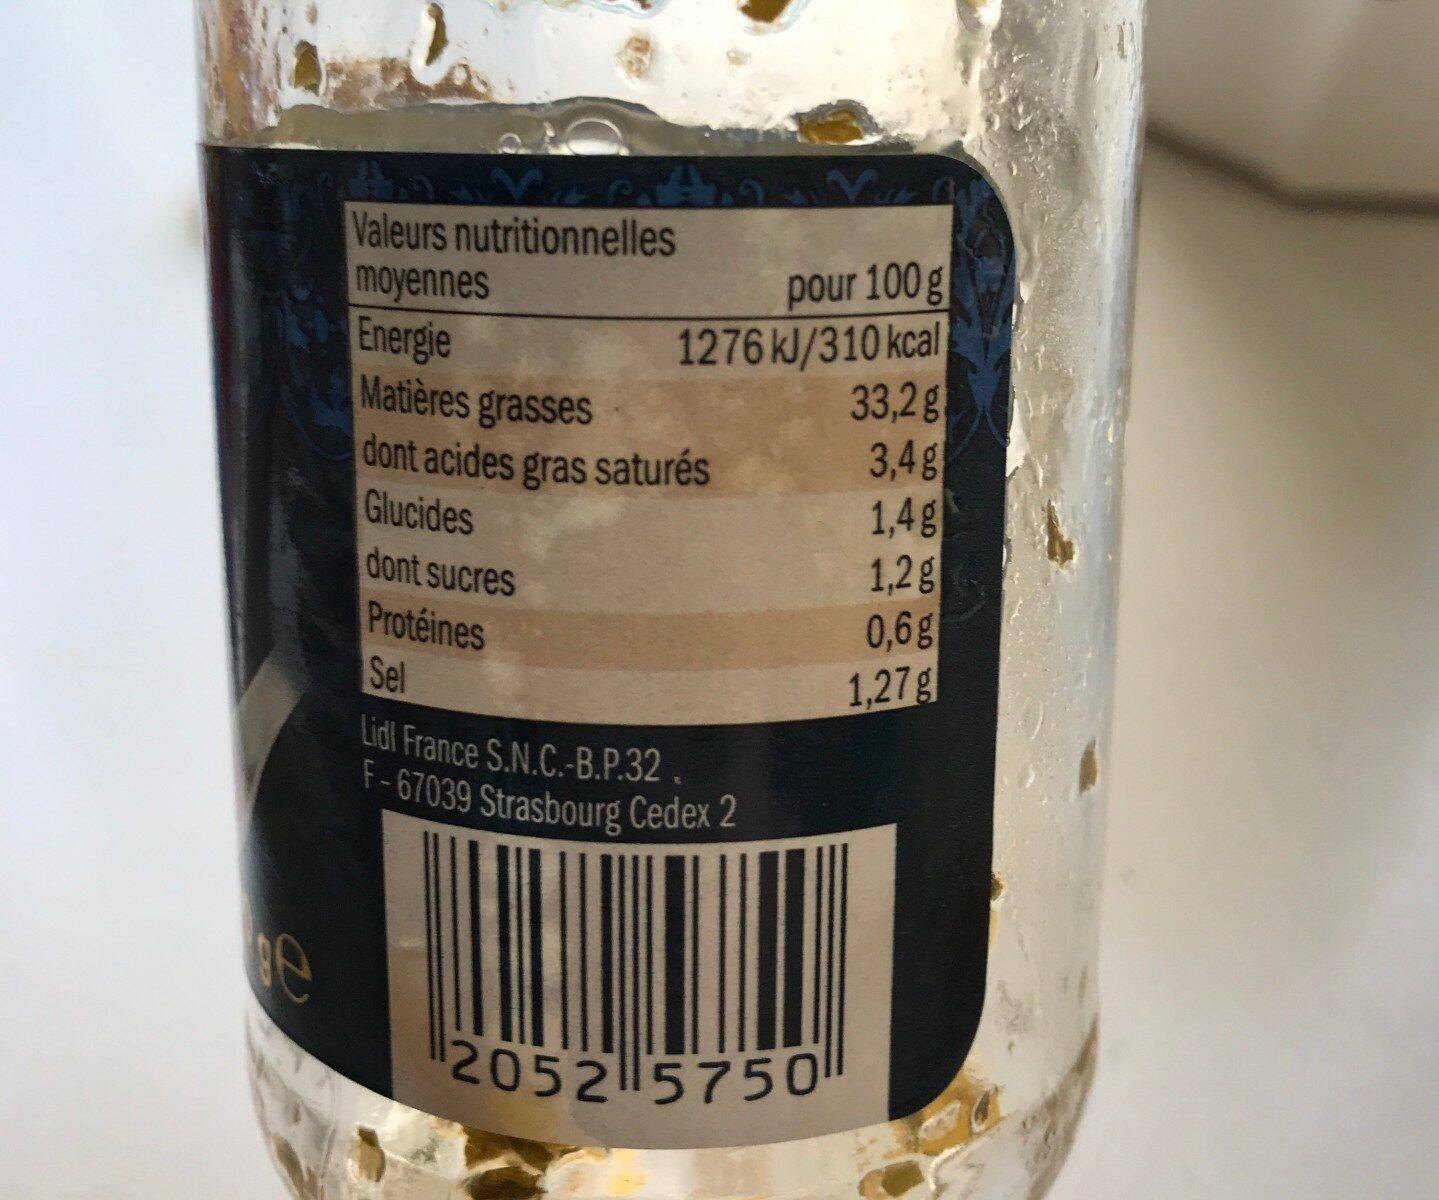 Valeurs nutritionnelles
moyennes pour 100 g
Energie 1276 kJ/310 kcal
Matières grasses 33,2 g
dont acides gras saturés 3,4 g
Glucides 1,4 g
dont sucres 1,2 g
Protéines 0,6 g
Sel 1,27 g
Lidl France S.N.C.-B.P.32
F - 67039 Strasbourg Cedex 2
g e
2052 5750